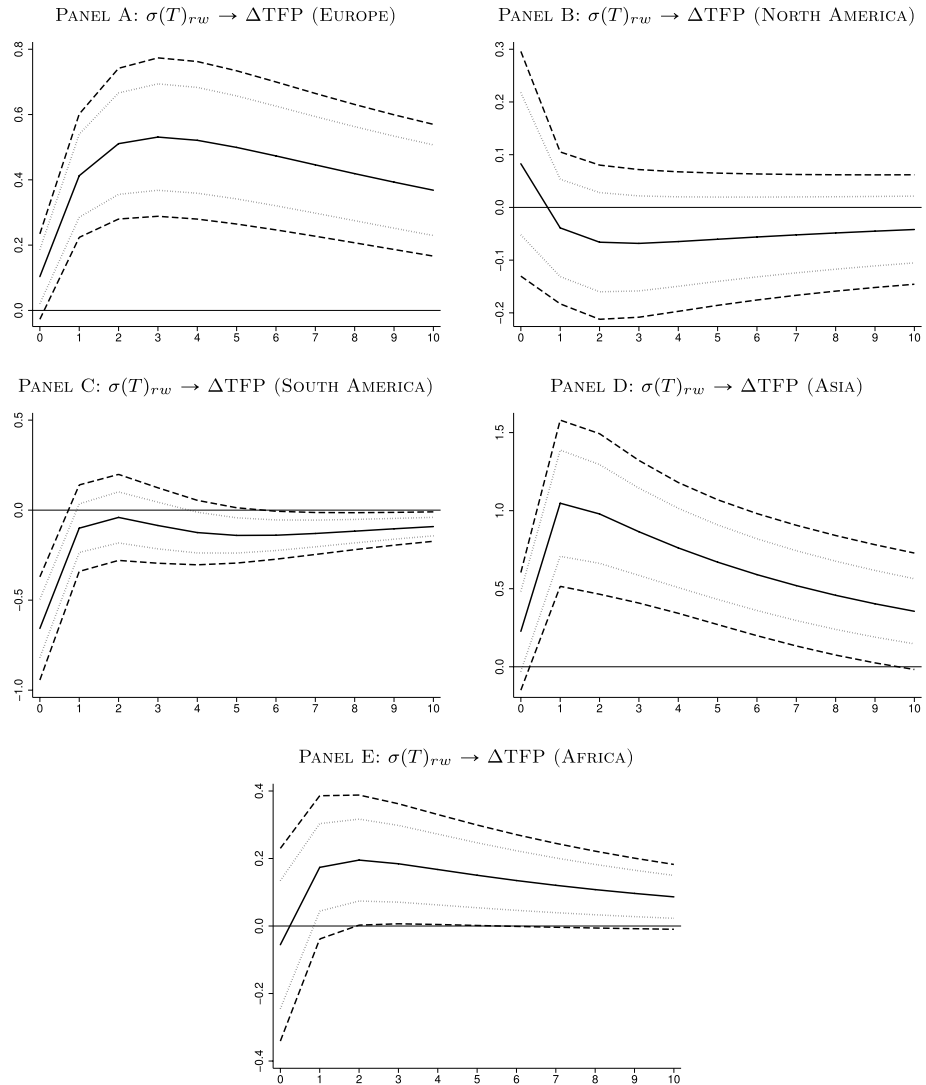 PANEL A: σ(T)rw → ΔTFP (EUROPE)
0.8
0.6
0.4
0.2
0.0
0 1 2 3 4 5 6 7 8 9 10
PANEL B: σ(T)rw → ΔTFP (NORTH AMERICA)
0.3
0.2
0.1
0.0
−0.1
−0.2
0 1 2 3 4 5 6 7 8 9 10
PANEL C: σ(T)rw → ΔTFP (SOUTH AMERICA)
0.5
0.0
−0.5
−1.0
0 1 2 3 4 5 6 7 8 9 10
PANEL D: σ(T)rw → ΔTFP (ASIA)
1.5
1.0
0.5
0.0
0 1 2 3 4 5 6 7 8 9 10
PANEL E: σ(T)rw → ΔTFP (AFRICA)
0.4
0.2
0.0
−0.2
−0.4
0 1 2 3 4 5 6 7 8 9 10